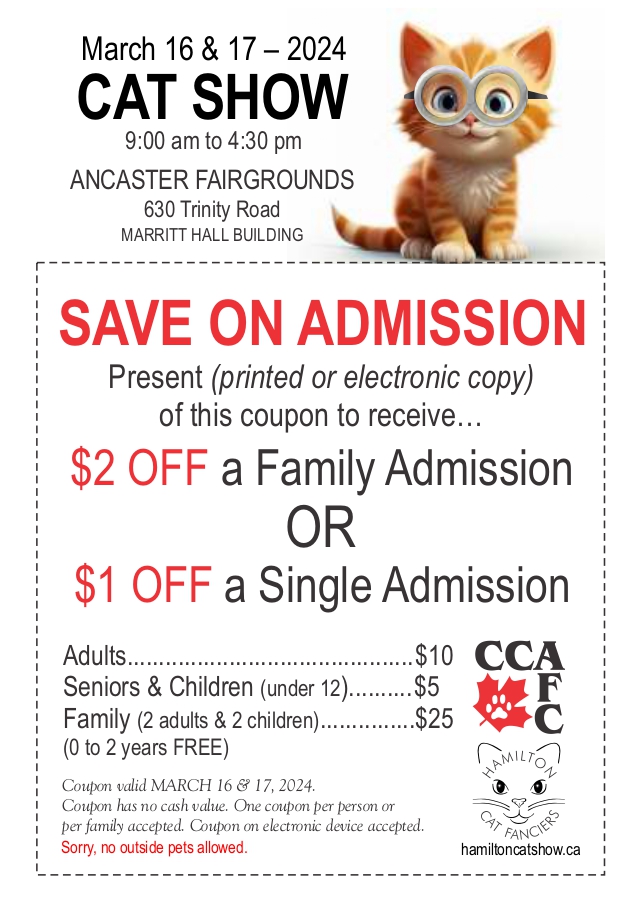 March 16 & 17 – 2024
CAT SHOW
9:00 am to 4:30 pm
ANCASTER FAIRGROUNDS
630 Trinity Road
MARRITT HALL BUILDING
SAVE ON ADMISSION
Present (printed or electronic copy)
of this coupon to receive…
$2 OFF a Family Admission
OR
$1 OFF a Single Admission
Adults.............................................$10
Seniors & Children (under 12)..........$5
Family (2 adults & 2 children)...............$25
(0 to 2 years FREE)
CCA
F
C
HAMILTON
CAT FANCIERS
hamiltoncatshow.ca
Coupon valid MARCH 16 & 17, 2024.
Coupon has no cash value. One coupon per person or
per family accepted. Coupon on electronic device accepted.
Sorry, no outside pets allowed.